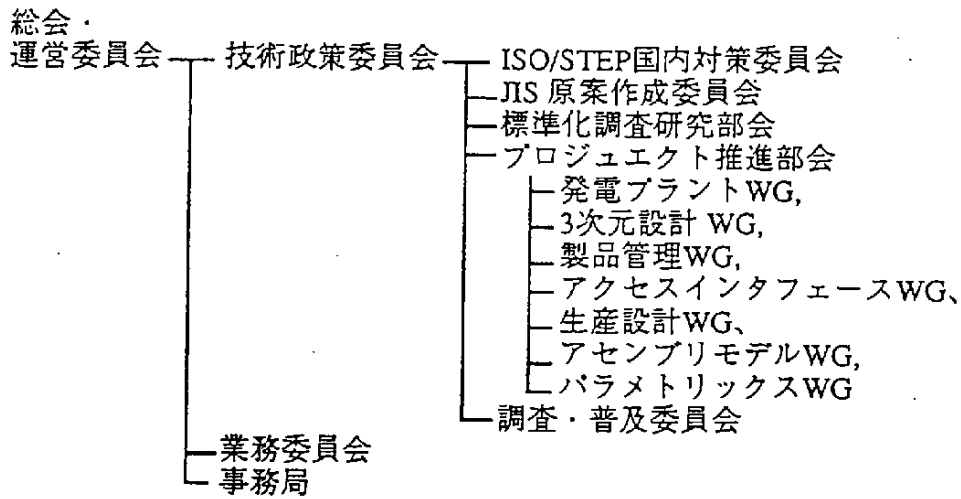 総会・
運営委員会 技術政策委員会 ISO/STEP国内対策委員会
JIS 原案作成委員会
標準化調査研究部会
プロジュエクト推進部会
発電プラントWG,
3次元設計 WG,
製品管理WG,
アクセスインタフェースWG、
生産設計WG、
アセンブリモデルWG,
パラメトリックスWG
調査・普及委員会
業務委員会
事務局